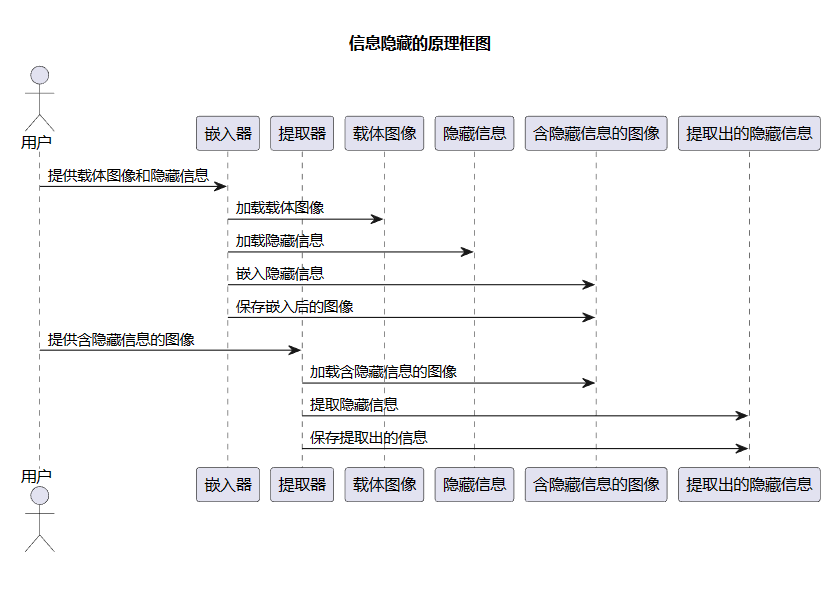 信息隐藏的原理框图
用户
嵌入器
提取器
载体图像
隐藏信息
含隐藏信息的图像
提取出的隐藏信息
提供载体图像和隐藏信息
加载载体图像
加载隐藏信息
嵌入隐藏信息
保存嵌入后的图像
提供含隐藏信息的图像
加载含隐藏信息的图像
提取隐藏信息
保存提取出的信息
用户
嵌入器
提取器
载体图像
隐藏信息
含隐藏信息的图像
提取出的隐藏信息